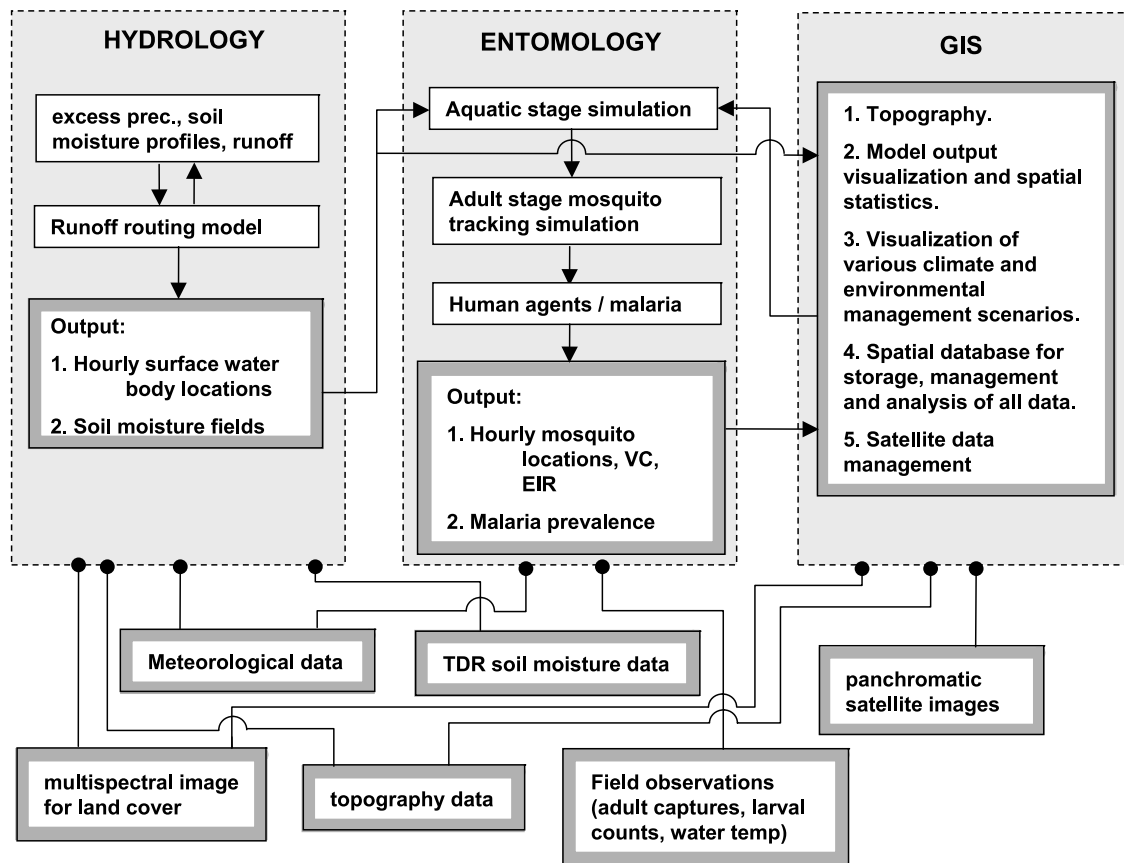 HYDROLOGY
excess prec., soil
moisture profiles, runoff
Runoff routing model
Output:
1. Hourly surface water
body locations
2. Soil moisture fields
ENTOMOLOGY
Aquatic stage simulation
Adult stage mosquito
tracking simulation
Human agents / malaria
Output:
1. Hourly mosquito
locations, VC,
EIR
2. Malaria prevalence
GIS
1. Topography.
2. Model output
visualization and spatial
statistics.
3. Visualization of
various climate and
environmental
management scenarios.
4. Spatial database for
storage, management
and analysis of all data.
5. Satellite data
management
Meteorological data
TDR soil moisture data
panchromatic
satellite images
multispectral image
for land cover
topography data
Field observations
(adult captures, larval
counts, water temp)